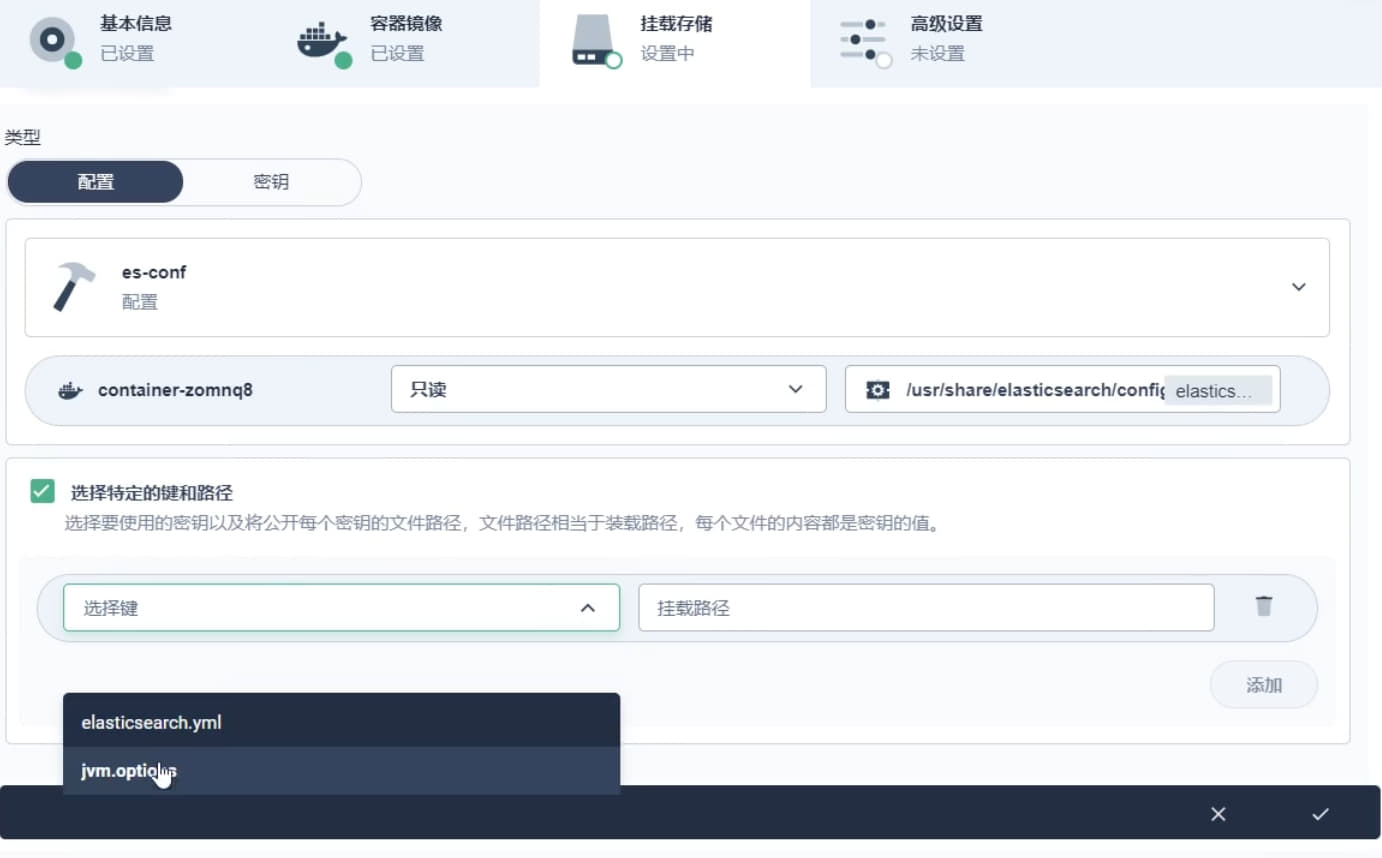 基本信息
已设置
容器镜像
已设置
挂载存储
设置中
高级设置
未设置
类型
配置
密钥
es-conf
配置
container-zomnq8
只读
/usr/share/elasticsearch/config
elastics...
选择特定的键和路径
选择要使用的密钥以及将公开每个密钥的文件路径，文件路径相当于装载路径，每个文件的内容都是密钥的值。
选择键
挂载路径
添加
elasticsearch.yml
jvm.options